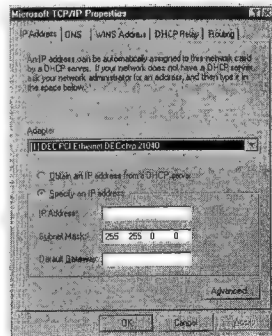 Microsoft TCP/IP Properties
IP Address DNS WINS Address DHCP Relay Routing
An IP address can be automatically assigned to this network card
by a DHCP server. If your network does not have a DHCP server,
ask your network administrator for an address, and then type it in
the space below.
Adapter
[1] DEC PCI Ethernet DECchip 21040
Obtain an IP address from a DHCP server
Specify an IP address
IP Address:
Subnet Mask: 255 255 0 0
Default Gateway:
Advanced...
OK Cancel Apply